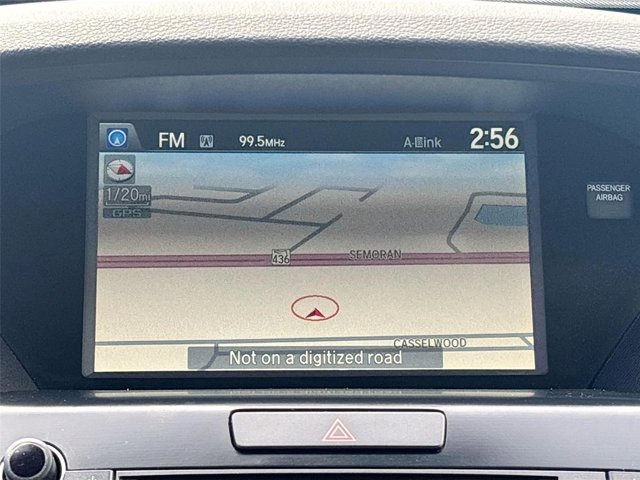 FM 99.5MHz A-Link 2:56
1/20mi
GPS
PASSENGER
AIRBAG
SEMORAN
436
CASSELWOOD
Not on a digitized road